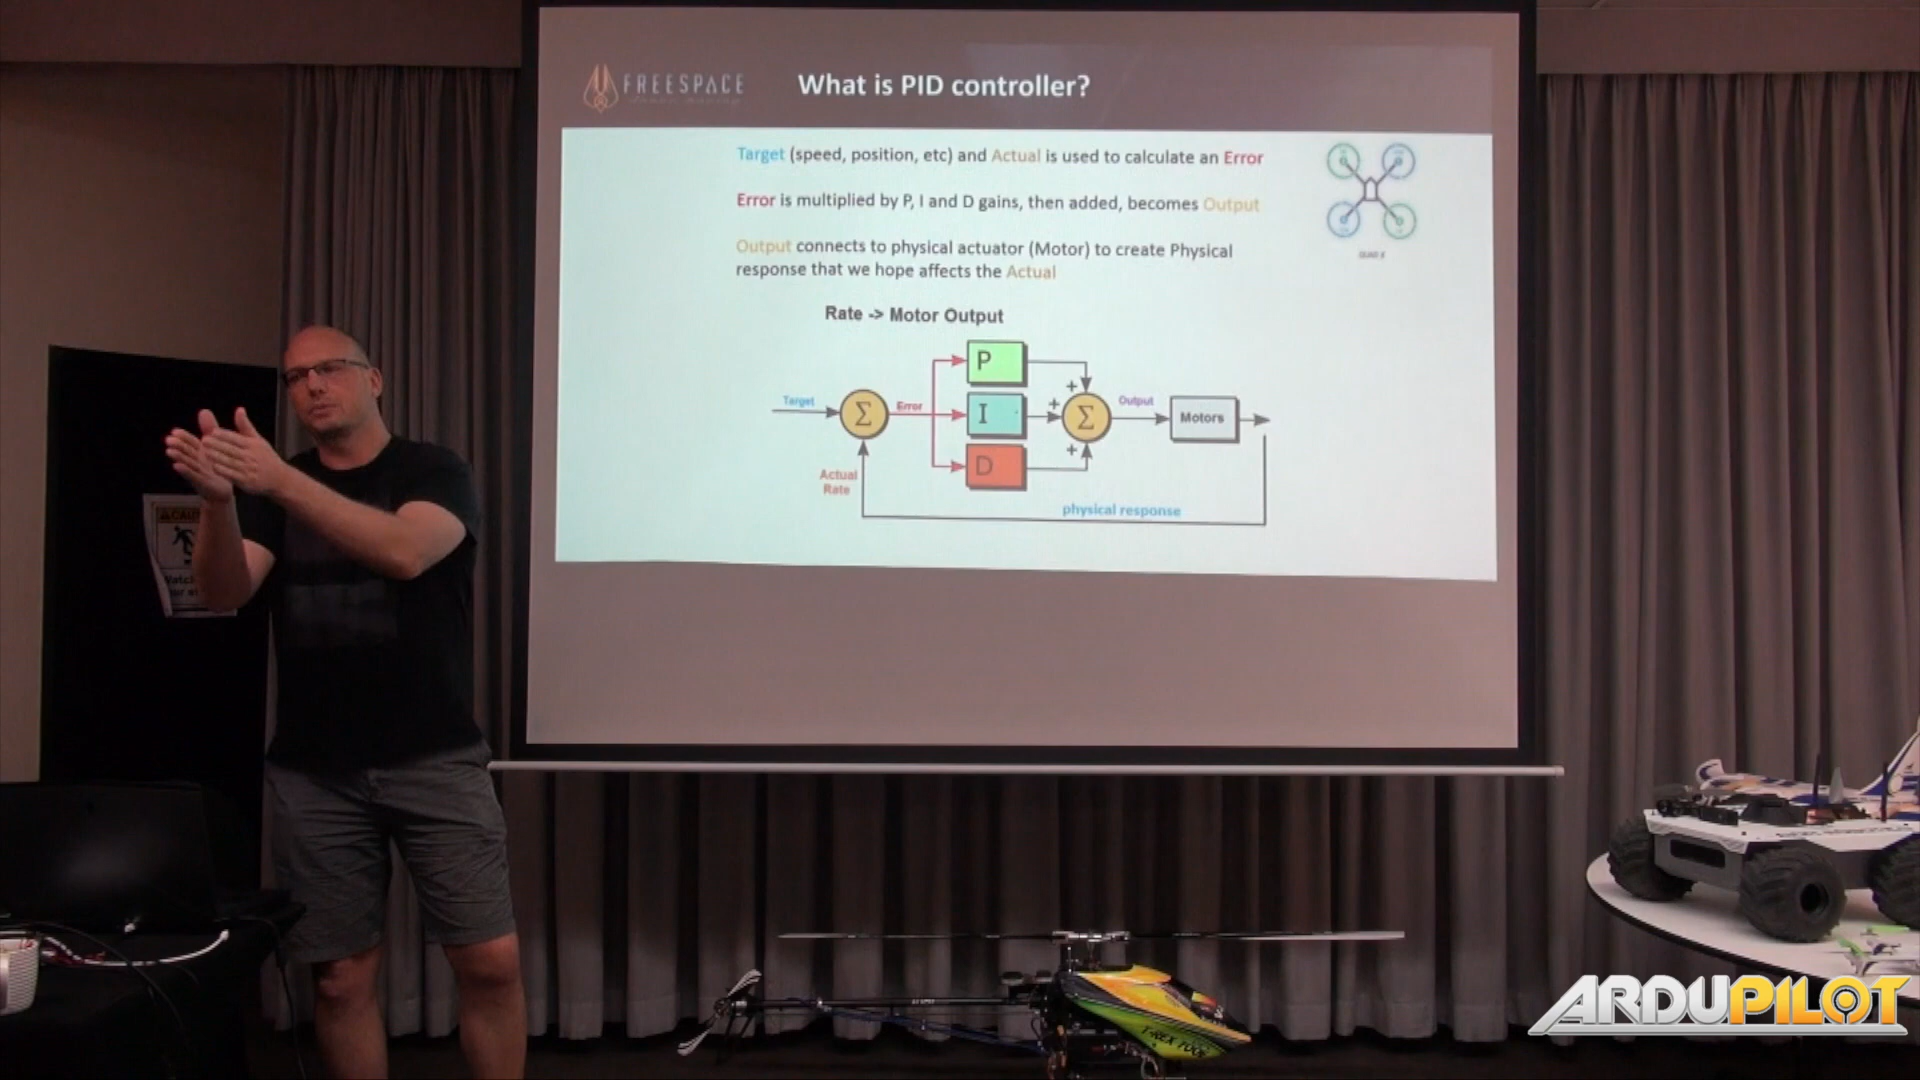 FREESPACE
What is PID controller?
Target (speed, position, etc) and Actual is used to calculate an Error
Error is multiplied by P, I and D gains, then added, becomes Output
Output connects to physical actuator (Motor) to create Physical
response that we hope affects the Actual
QUAD X
Rate -> Motor Output
P
Target
Σ
Error
I
+
+
Σ
Output
Motors
D
+
Actual
Rate
physical response
T-REX 700E
ARDUPILOT